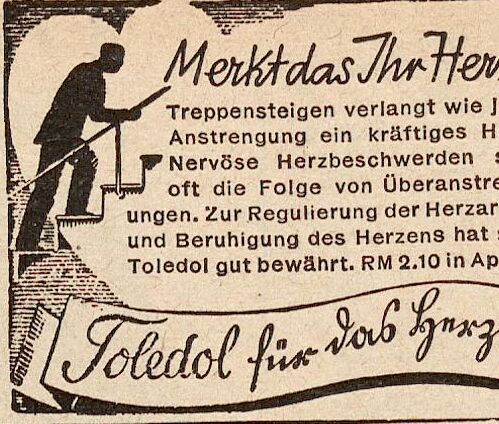 Merkt das Ihr Her
Treppensteigen verlangt wie j
Anstrengung ein kräftiges H
Nervöse Herzbeschwerden s
oft die Folge von Überanstre
ungen. Zur Regulierung der Herzar
und Beruhigung des Herzens hat s
Toledol gut bewährt. RM 2.10 in Ap
Toledol für das Herz